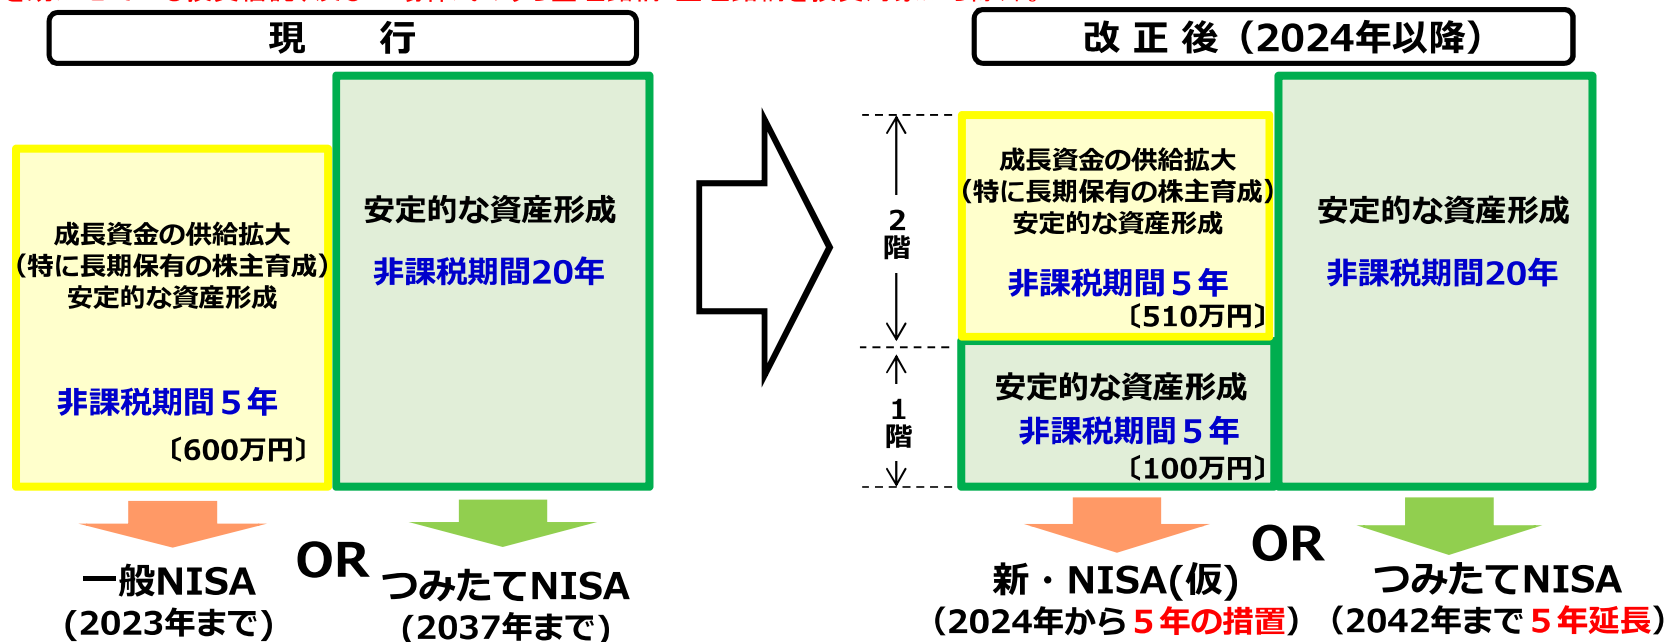 現　行
成長資金の供給拡大
（特に長期保有の株主育成）
安定的な資産形成
非課税期間５年
〔600万円〕
安定的な資産形成
非課税期間20年
一般NISA
（2023年まで）
OR
つみたてNISA
（2037年まで）
改 正 後（2024年以降）
2
階
1
階
成長資金の供給拡大
（特に長期保有の株主育成）
安定的な資産形成
非課税期間５年
〔510万円〕
安定的な資産形成
非課税期間５年
〔100万円〕
安定的な資産形成
非課税期間20年
新・NISA(仮)
（2024年から５年の措置）
OR
つみたてNISA
（2042年まで５年延長）